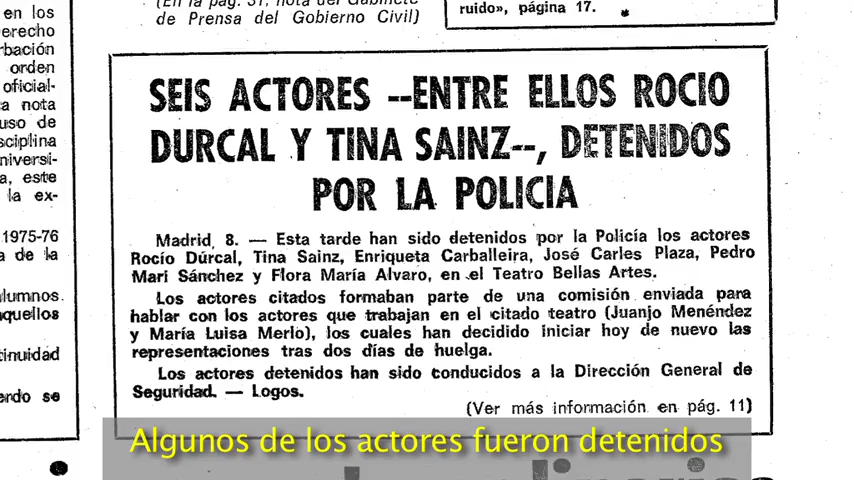 (En la pág. 31, nota del Gabinete
de Prensa del Gobierno Civil)
ruido», página 17.
en los
erecho
rbación
orden
oficial-
a nota
uso de
sciplina
niversi-
a, este
la ex-
1975-76
a de la
lumnos.
aquellos
tinuidad
erdo se
SEIS ACTORES --ENTRE ELLOS ROCIO
DURCAL Y TINA SAINZ--, DETENIDOS
POR LA POLICIA
Madrid, 8. — Esta tarde han sido detenidos por la Policía los actores
Rocío Dúrcal, Tina Sainz, Enriqueta Carballeira, José Carles Plaza, Pedro
Mari Sánchez y Flora María Alvaro, en el Teatro Bellas Artes.
Los actores citados formaban parte de una comisión enviada para
hablar con los actores que trabajan en el citado teatro (Juanjo Menéndez
y María Luisa Merlo), los cuales han decidido iniciar hoy de nuevo las
representaciones tras dos días de huelga.
Los actores detenidos han sido conducidos a la Dirección General de
Seguridad. — Logos.
(Ver más información en pág. 11)
Algunos de los actores fueron detenidos